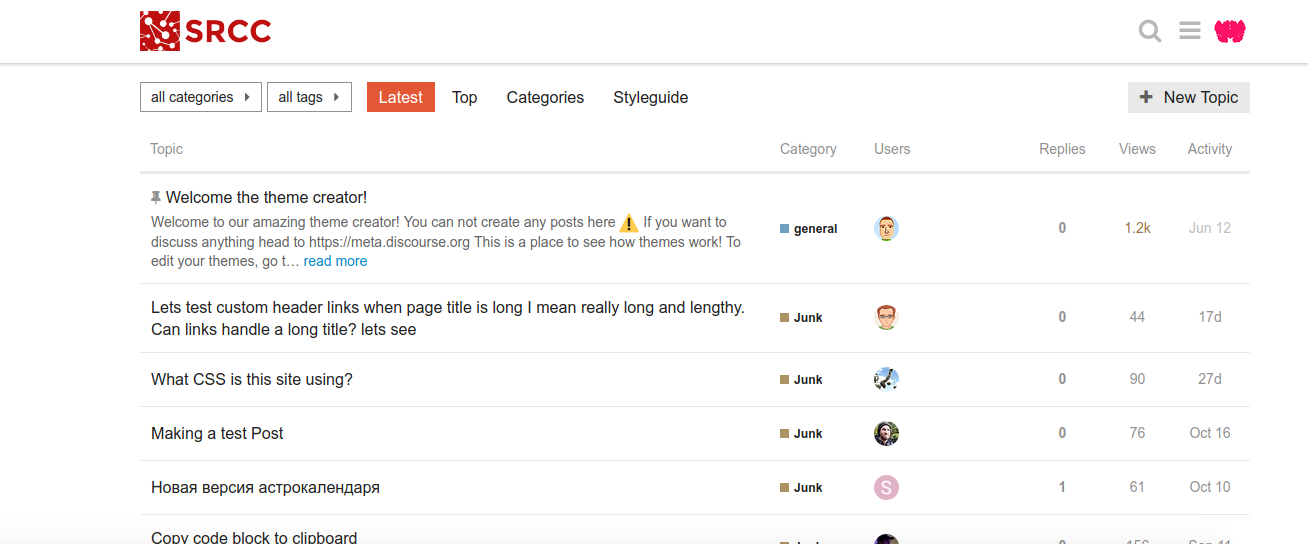 SRCC
all categories
all tags
Latest
Top
Categories
Styleguide
New Topic
Topic
Category
Users
Replies
Views
Activity
Welcome the theme creator!
Welcome to our amazing theme creator! You can not create any posts here ⚠ If you want to
discuss anything head to https://meta.discourse.org This is a place to see how themes work! To
edit your themes, go t… read more
general
0
1.2k
Jun 12
Lets test custom header links when page title is long I mean really long and lengthy.
Can links handle a long title? lets see
Junk
0
44
17d
What CSS is this site using?
Junk
0
90
27d
Making a test Post
Junk
0
76
Oct 16
Новая версия астрокалендаря
Junk
S
1
61
Oct 10
Copy code block to clipboard